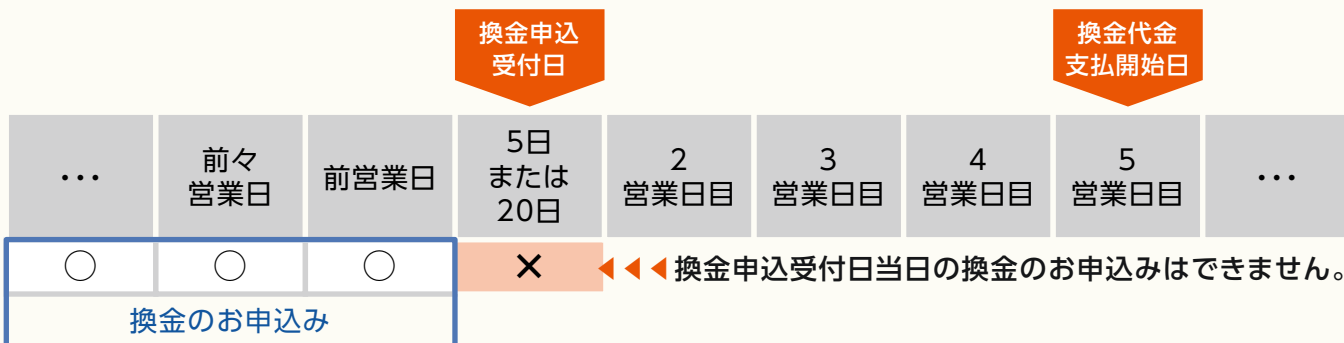 換金申込
受付日
換金代金
支払開始日
…
前々
営業日
前営業日
5日
または
20日
2
営業日目
3
営業日目
4
営業日目
5
営業日目
…
○
○
○
×
◀◀◀換金申込受付日当日の換金のお申込みはできません。
換金のお申込み